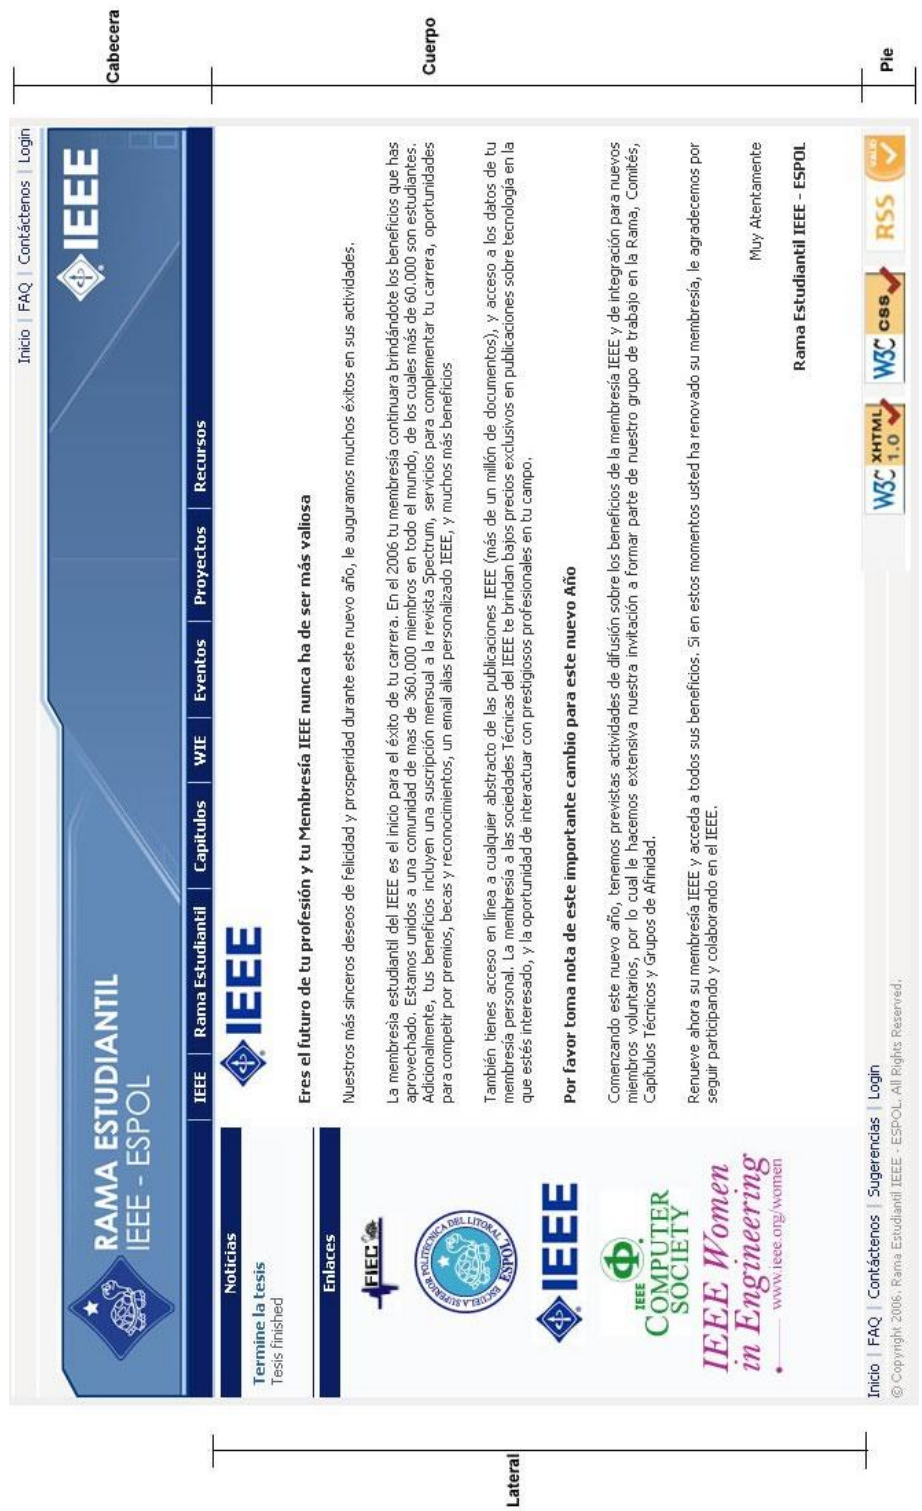 Cabecera
Cuerpo
Pie
Lateral
Inicio | FAQ | Contáctenos | Login
RAMA ESTUDIANTIL
IEEE - ESPOL
IEEE
IEEE | Rama Estudiantil | Capitulos | WIE | Eventos | Proyectos | Recursos
Noticias
Termine la tesis
Tesis finished
Enlaces
FIEC
ESCUELA SUPERIOR POLITECNICA DEL LITORAL
ESPOL
IEEE
IEEE
COMPUTER
SOCIETY
IEEE Women
in Engineering
www.ieee.org/women
IEEE
Eres el futuro de tu profesión y tu Membresía IEEE nunca ha de ser más valiosa
Nuestros más sinceros deseos de felicidad y prosperidad durante este nuevo año, le auguramos muchos éxitos en sus actividades.
La membresía estudiantil del IEEE es el inicio para el éxito de tu carrera. En el 2006 tu membresía continuara brindándote los beneficios que has
aprovechado. Estamos unidos a una comunidad de mas de 360.000 miembros en todo el mundo, de los cuales más de 60.000 son estudiantes.
Adicionalmente, tus beneficios incluyen una suscripción mensual a la revista Spectrum, servicios para complementar tu carrera, oportunidades
para competir por premios, becas y reconocimientos, un email alias personalizado IEEE, y muchos más beneficios
También tienes acceso en línea a cualquier abstracto de las publicaciones IEEE (más de un millón de documentos), y acceso a los datos de tu
membresía personal. La membresía a las sociedades Técnicas del IEEE te brindan bajos precios exclusivos en publicaciones sobre tecnología en la
que estés interesado, y la oportunidad de interactuar con prestigiosos profesionales en tu campo.
Por favor toma nota de este importante cambio para este nuevo Año
Comenzando este nuevo año, tenemos previstas actividades de difusión sobre los beneficios de la membresía IEEE y de integración para nuevos
miembros voluntarios, por lo cual le hacemos extensiva nuestra invitación a formar parte de nuestro grupo de trabajo en la Rama, Comités,
Capítulos Técnicos y Grupos de Afinidad.
Renueve ahora su membresía IEEE y acceda a todos sus beneficios. Si en estos momentos usted ha renovado su membresía, le agradecemos por
seguir participando y colaborando en el IEEE.
Muy Atentamente
Rama Estudiantil IEEE - ESPOL
Inicio | FAQ | Contáctenos | Sugerencias | Login
© Copyright 2006. Rama Estudiantil IEEE - ESPOL. All Rights Reserved.
W3C XHTML 1.0
W3C css
RSS VALID